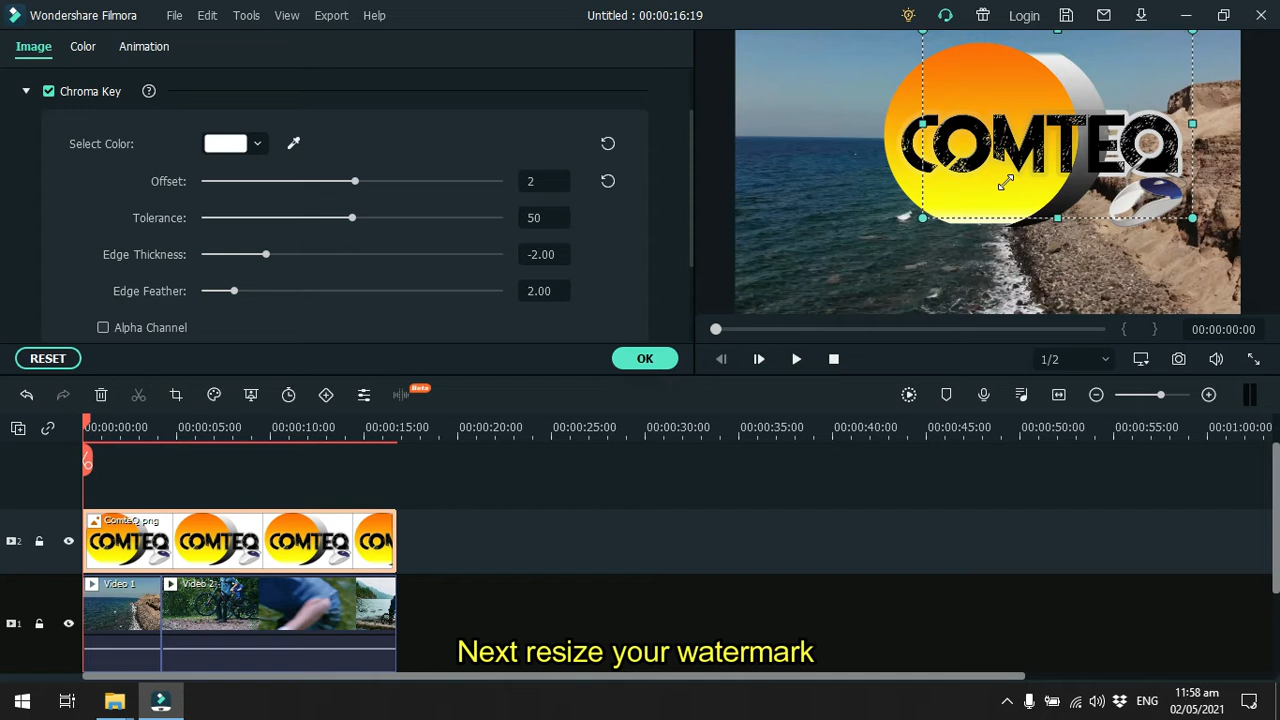 Wondershare Filmora
File
Edit
Tools
View
Export
Help
Untitled : 00:00:16:19
Login
Image
Color
Animation
Chroma Key
Select Color:
Offset:
2
Tolerance:
50
Edge Thickness:
-2.00
Edge Feather:
2.00
Alpha Channel
RESET
OK
COMTEQ
00:00:00:00
1/2
Beta
00:00:00:00
00:00:05:00
00:00:10:00
00:00:15:00
00:00:20:00
00:00:25:00
00:00:30:00
00:00:35:00
00:00:40:00
00:00:45:00
00:00:50:00
00:00:55:00
00:01:00:00
2
ComteQ png
COMTEQ
COMTEQ
COMTEQ
COM
1
Video 1
Video 2
Next resize your watermark
ENG
11:58 am
02/05/2021